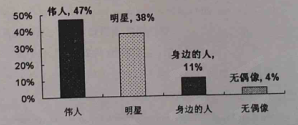 50%
40%
30%
20%
10%
0%
伟人, 47%
明星, 38%
身边的人,
11%
无偶像, 4%
伟人
明星
身边的人
无偶像